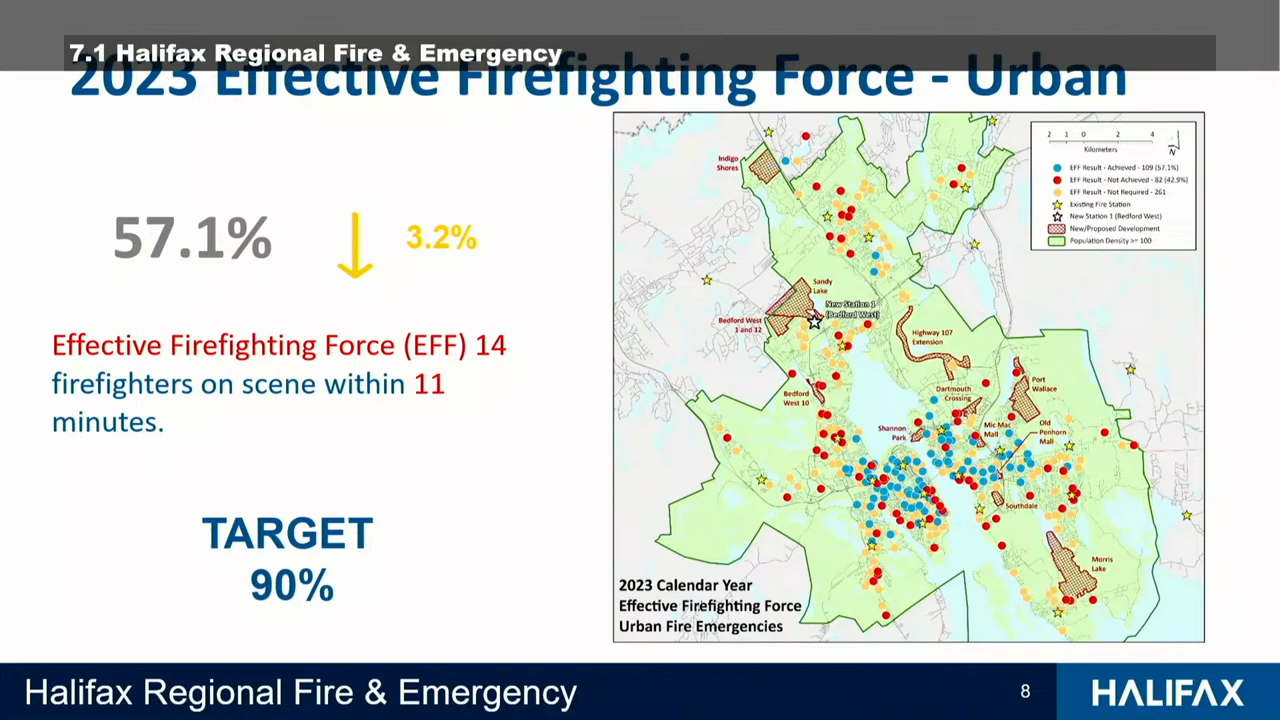 7.1 Halifax Regional Fire & Emergency
2023 Effective Firefighting Force - Urban
57.1%
3.2%
Effective Firefighting Force (EFF) 14
firefighters on scene within 11
minutes.
TARGET
90%
2 1 0 2 4
Kilometers
N
EFF Result - Achieved - 109 (57.1%)
EFF Result - Not Achieved - 82 (42.9%)
EFF Result - Not Required - 261
Existing Fire Station
New Station 1 (Bedford West)
New/Proposed Development
Population Density >= 100
Indigo
Shores
Sandy
Lake
New Station 1
(Bedford West)
Bedford West
1 and 12
Highway 107
Extension
Bedford
West 10
Dartmouth
Crossing
Port
Wallace
Shannon
Park
Mic Mac
Mall
Old
Penhorn
Mall
Southdale
Morris
Lake
2023 Calendar Year
Effective Firefighting Force
Urban Fire Emergencies
Halifax Regional Fire & Emergency
8
HALIFAX